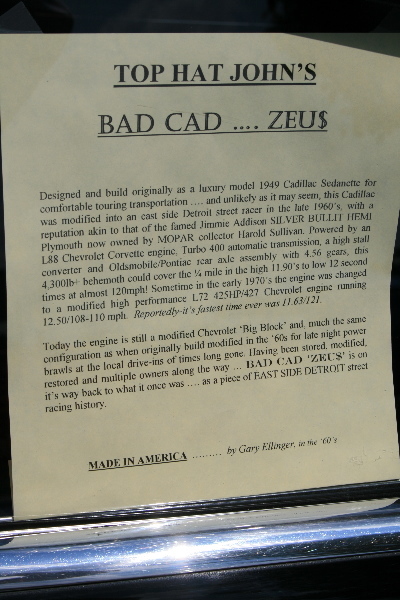 TOP HAT JOHN'S
BAD CAD .... ZEU$
Designed and build originally as a luxury model 1949 Cadillac Sedanette for
comfortable touring transportation .... and unlikely as it may seem, this Cadillac
was modified into an east side Detroit street racer in the late 1960's, with a
reputation akin to that of the famed Jimmie Addison SILVER BULLIT HEMI
Plymouth now owned by MOPAR collector Harold Sullivan. Powered by an
L88 Chevrolet Corvette engine, Turbo 400 automatic transmission, a high stall
converter and Oldsmobile/Pontiac rear axle assembly with 4.56 gears, this
4,300lb+ behemoth could cover the ¼ mile in the high 11.90's to low 12 second
times at almost 120mph! Sometime in the early 1970's the engine was changed
to a modified high performance L72 425HP/427 Chevrolet engine running
12.50/108-110 mph. Reportedly-it's fastest time ever was 11.63/121.
Today the engine is still a modified Chevrolet 'Big Block' and, much the same
configuration as when originally build modified in the '60s for late night power
brawls at the local drive-ins of times long gone. Having been stored, modified,
restored and multiple owners along the way ... BAD CAD 'ZEU$' is on
it's way back to what it once was .... as a piece of EAST SIDE DETROIT street
racing history.
MADE IN AMERICA ......... by Gary Ellinger, in the '60's